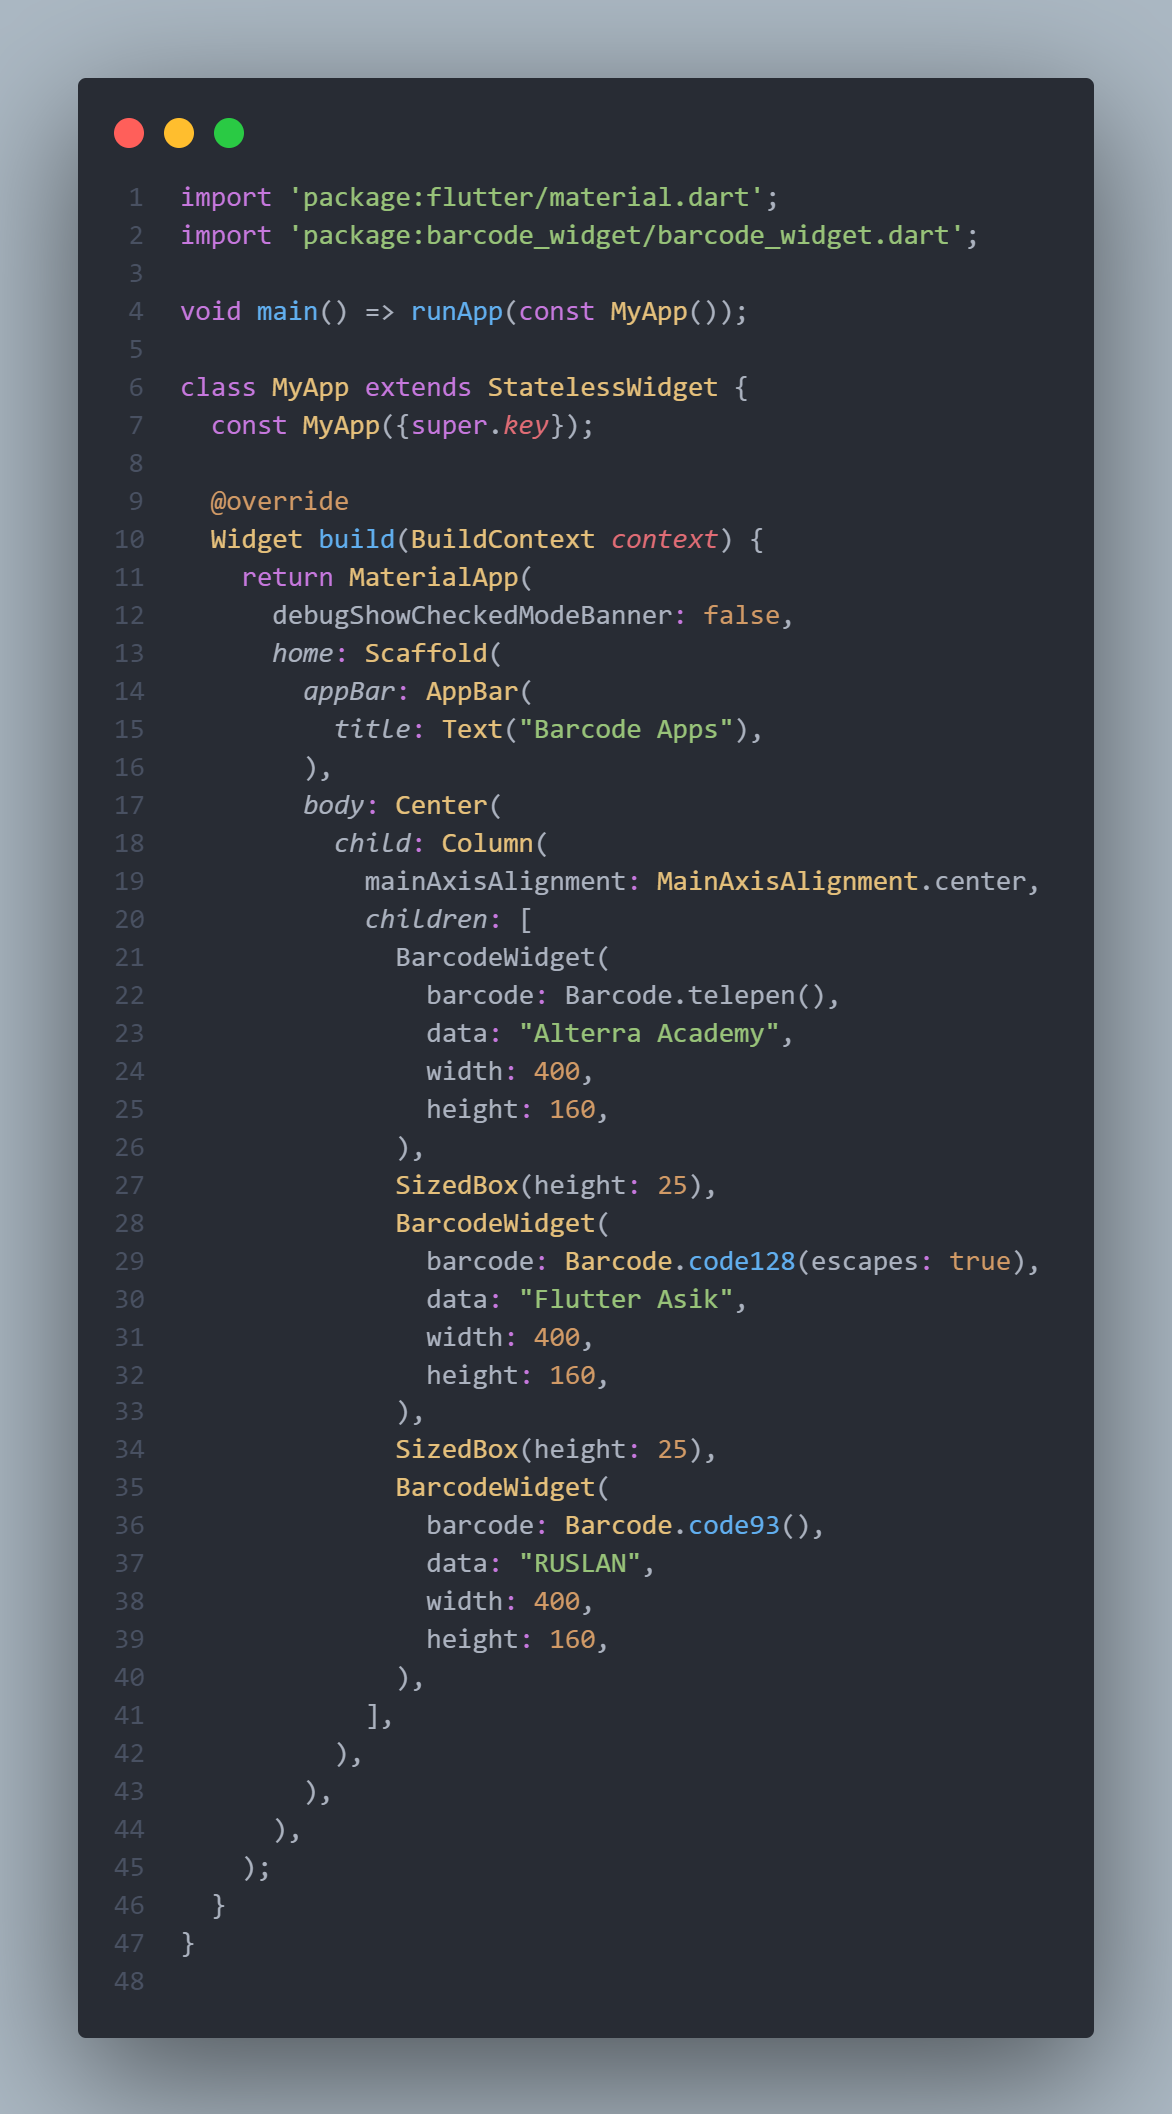 1 import 'package:flutter/material.dart';
2 import 'package:barcode_widget/barcode_widget.dart';
3
4 void main() => runApp(const MyApp());
5
6 class MyApp extends StatelessWidget {
7   const MyApp({super.key});
8
9   @override
10   Widget build(BuildContext context) {
11     return MaterialApp(
12       debugShowCheckedModeBanner: false,
13       home: Scaffold(
14         appBar: AppBar(
15           title: Text("Barcode Apps"),
16         ),
17         body: Center(
18           child: Column(
19             mainAxisAlignment: MainAxisAlignment.center,
20             children: [
21               BarcodeWidget(
22                 barcode: Barcode.telepen(),
23                 data: "Alterra Academy",
24                 width: 400,
25                 height: 160,
26               ),
27               SizedBox(height: 25),
28               BarcodeWidget(
29                 barcode: Barcode.code128(escapes: true),
30                 data: "Flutter Asik",
31                 width: 400,
32                 height: 160,
33               ),
34               SizedBox(height: 25),
35               BarcodeWidget(
36                 barcode: Barcode.code93(),
37                 data: "RUSLAN",
38                 width: 400,
39                 height: 160,
40               ),
41             ],
42           ),
43         ),
44       ),
45     );
46   }
47 }
48